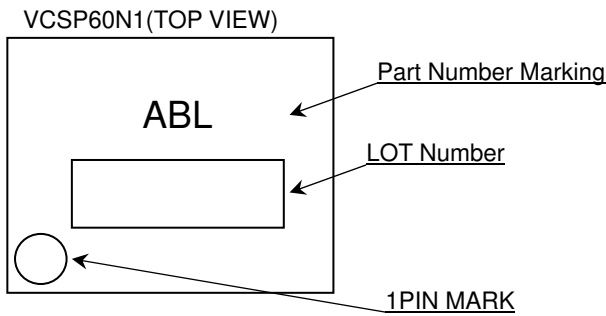 VCSP60N1(TOP VIEW)
Part Number Marking
ABL
LOT Number
1PIN MARK